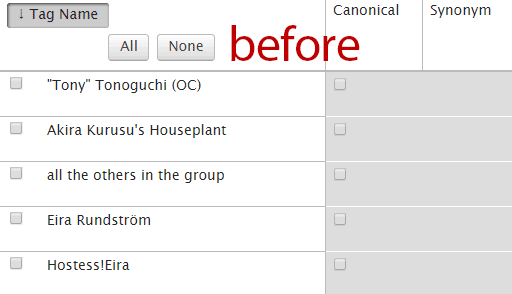 ↓ Tag Name
Canonical
Synonym
All
None
before
"Tony" Tonoguchi (OC)
Akira Kurusu's Houseplant
all the others in the group
Eira Rundström
Hostess!Eira